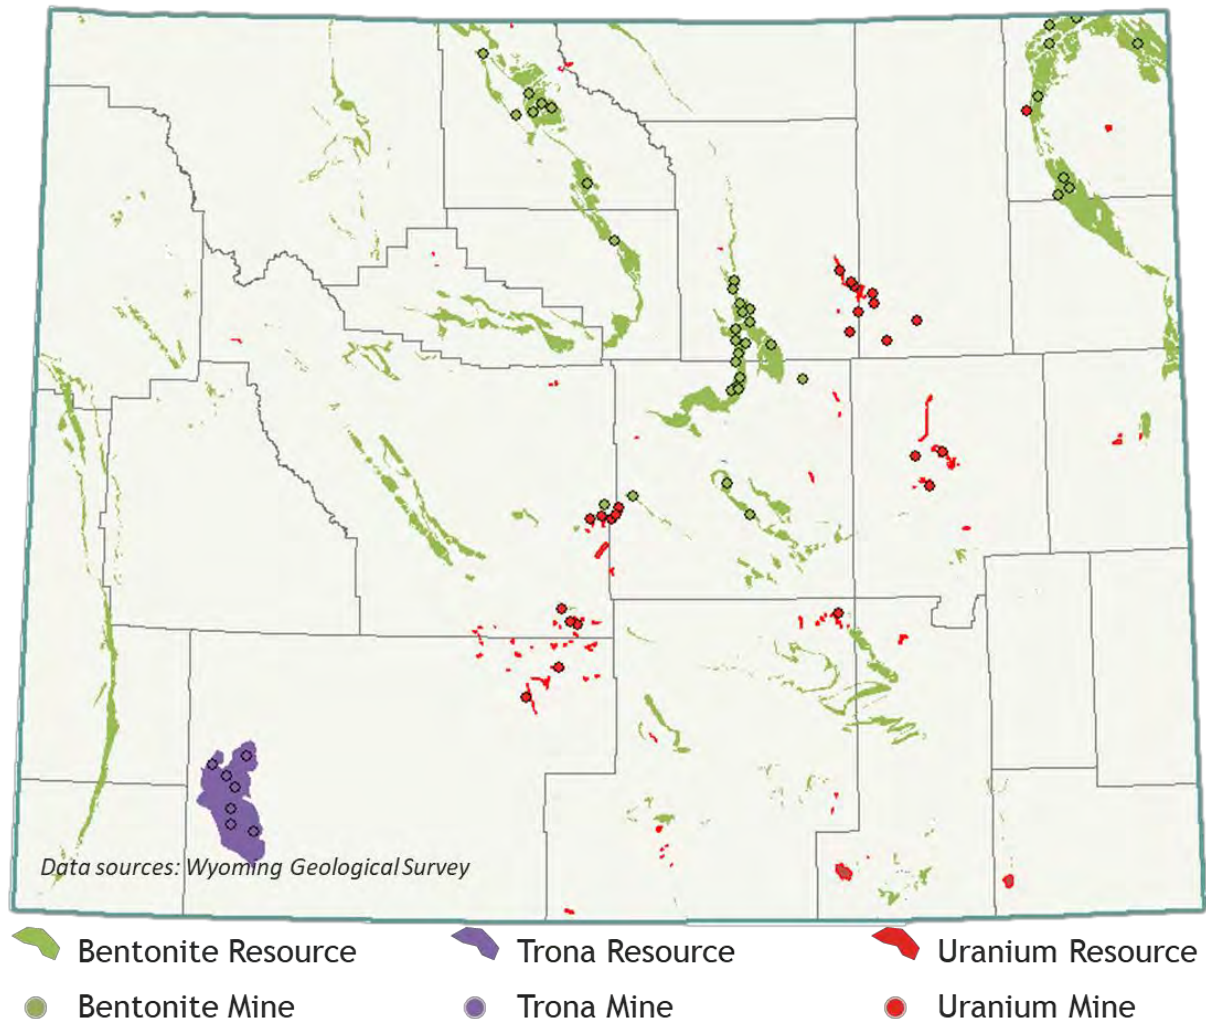 Data sources: Wyoming Geological Survey
Bentonite Resource Trona Resource Uranium Resource
Bentonite Mine Trona Mine Uranium Mine